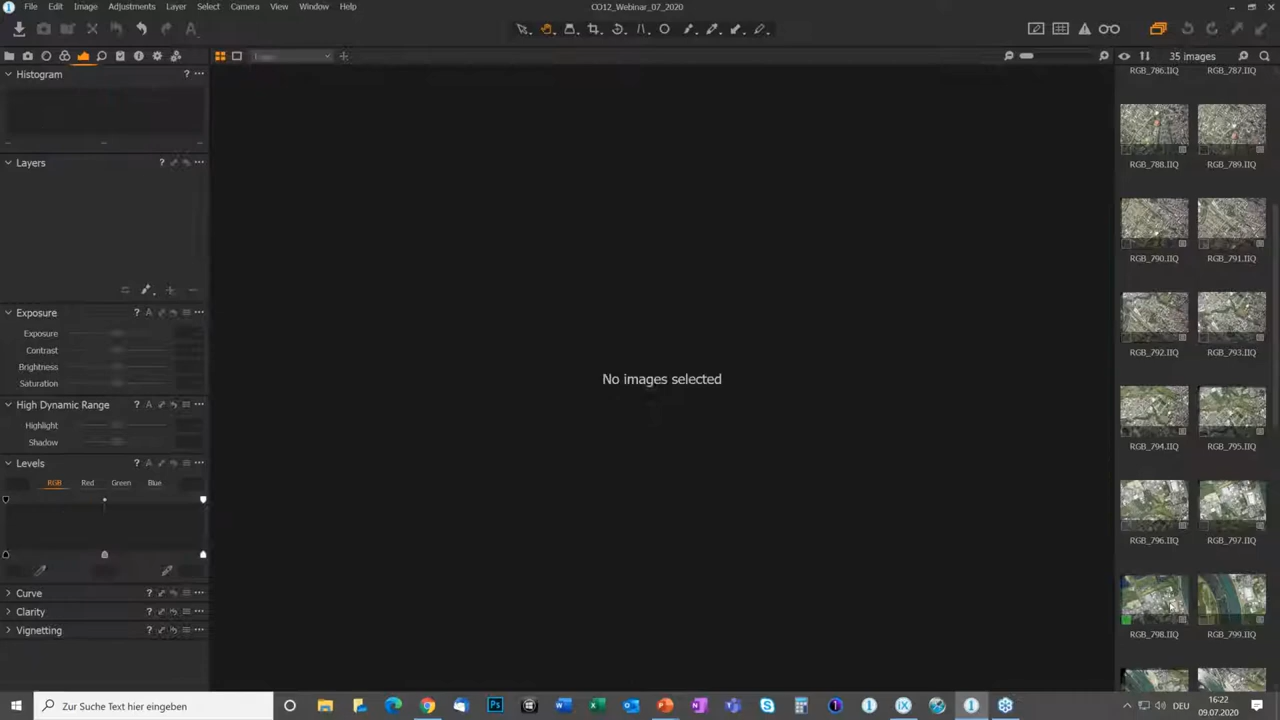 File Edit Image Adjustments Layer Select Camera View Window Help
CO12_Webinar_07_2020
35 images
Histogram
Layers
Exposure
Exposure
Contrast
Brightness
Saturation
High Dynamic Range
Highlight
Shadow
Levels
RGB Red Green Blue
Curve
Clarity
Vignetting
No images selected
RGB_786.IIQ RGB_787.IIQ
RGB_788.IIQ RGB_789.IIQ
RGB_790.IIQ RGB_791.IIQ
RGB_792.IIQ RGB_793.IIQ
RGB_794.IIQ RGB_795.IIQ
RGB_796.IIQ RGB_797.IIQ
RGB_798.IIQ RGB_799.IIQ
Zur Suche Text hier eingeben
DEU
16:22
09.07.2020